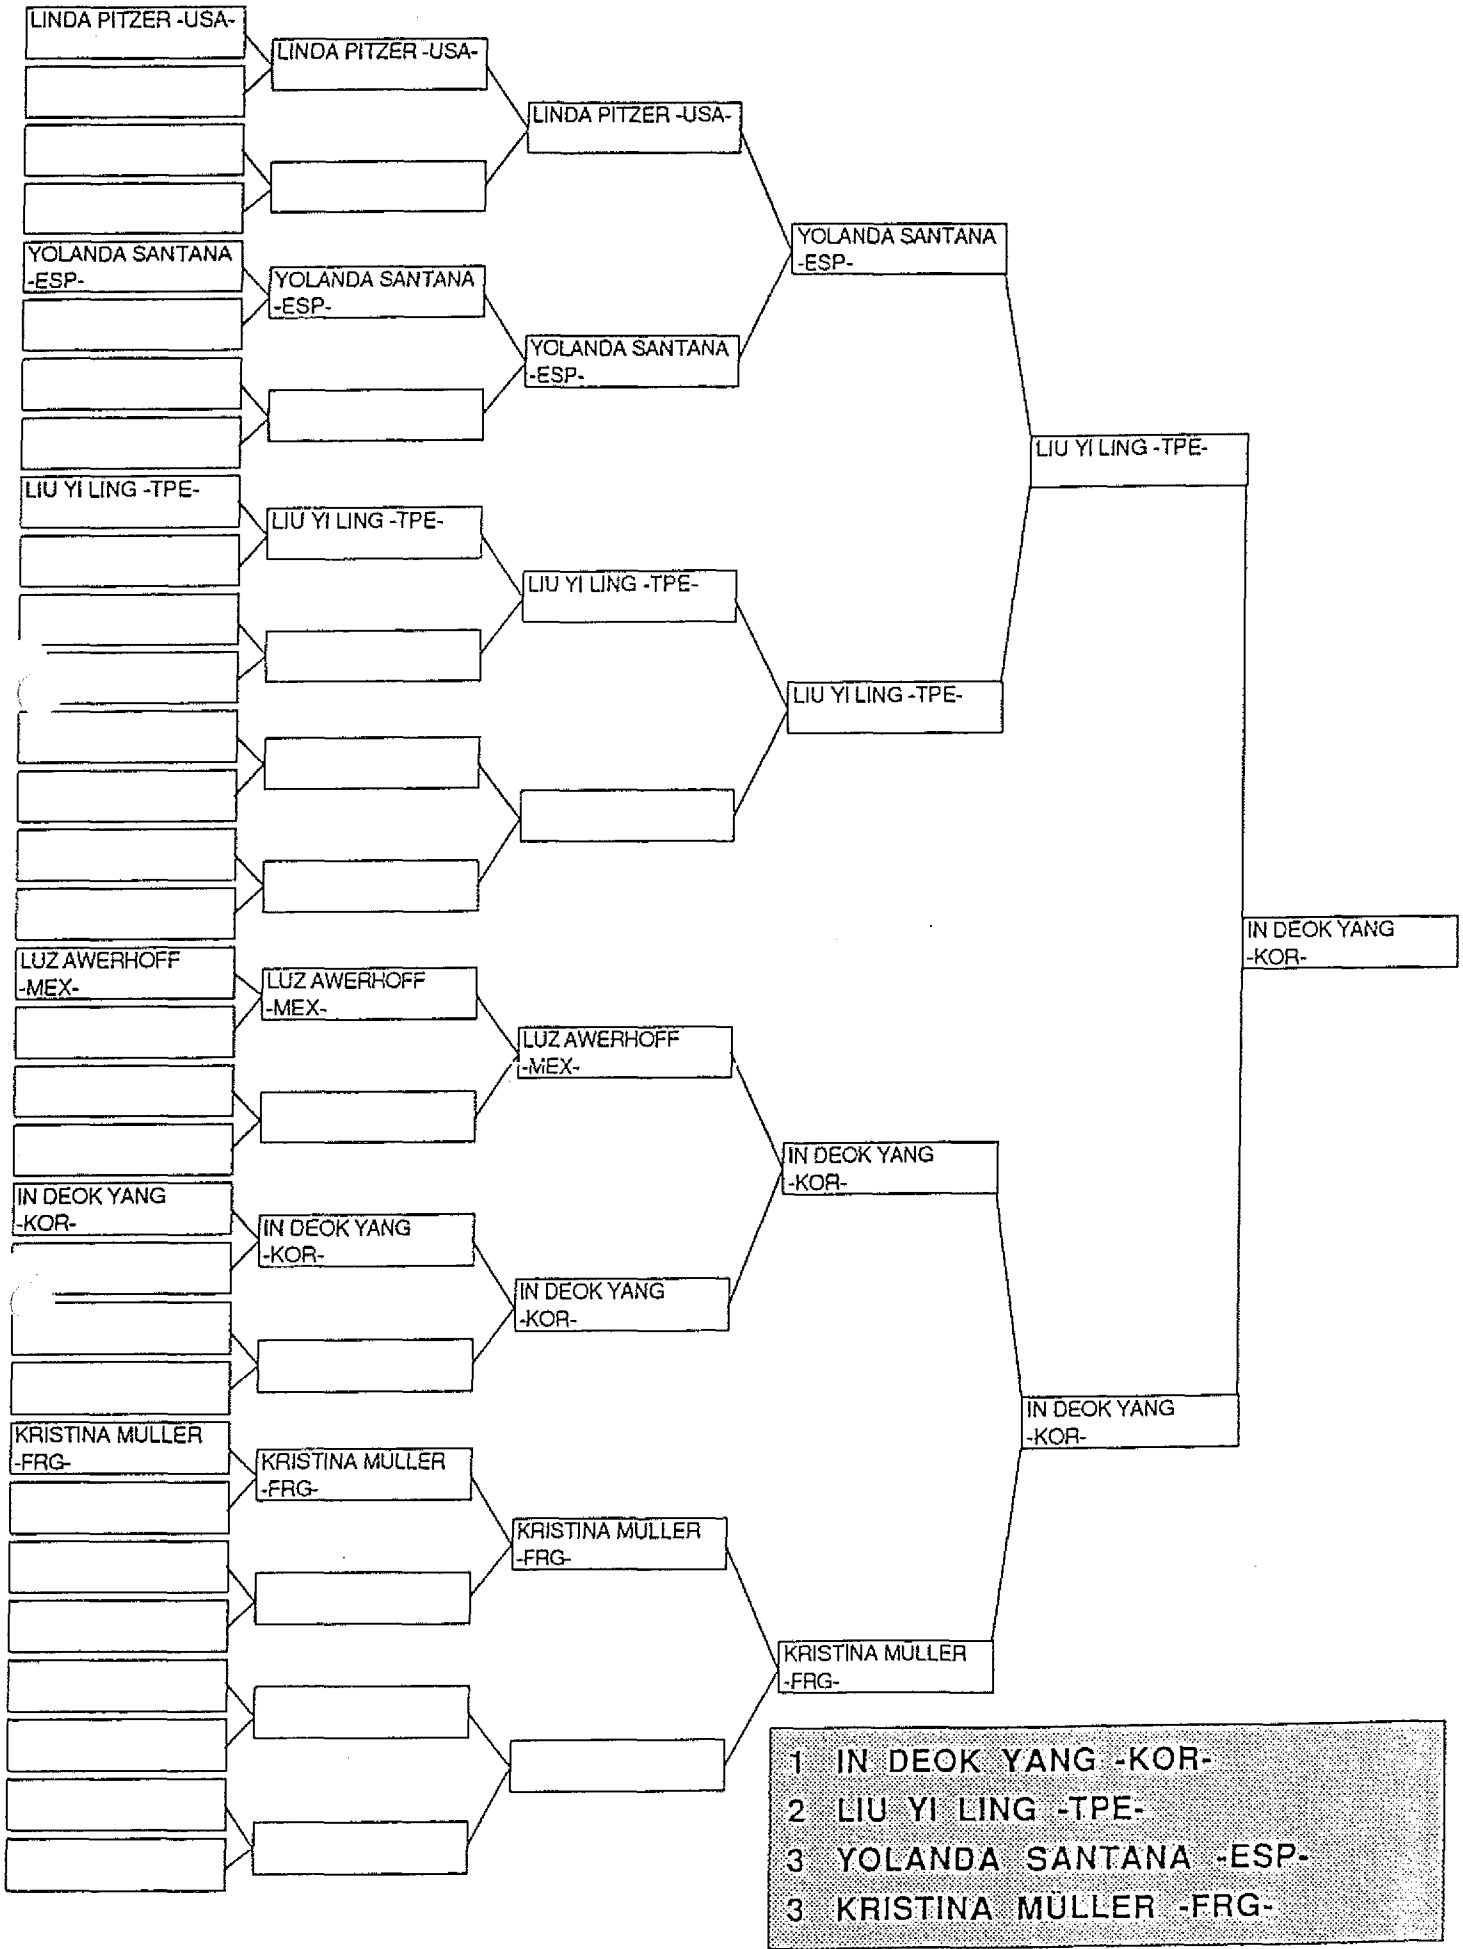 LINDA PITZER -USA-
LINDA PITZER -USA-
LINDA PITZER -USA-
YOLANDA SANTANA
-ESP-
YOLANDA SANTANA
-ESP-
YOLANDA SANTANA
-ESP-
YOLANDA SANTANA
-ESP-
LIU YI LING -TPE-
LIU YI LING -TPE-
LIU YI LING -TPE-
LIU YI LING -TPE-
LIU YI LING -TPE-
IN DEOK YANG
-KOR-
LUZ AWERHOFF
-MEX-
LUZ AWERHOFF
-MEX-
LUZ AWERHOFF
-MEX-
IN DEOK YANG
-KOR-
IN DEOK YANG
-KOR-
IN DEOK YANG
-KOR-
IN DEOK YANG
-KOR-
IN DEOK YANG
-KOR-
KRISTINA MÜLLER
-FRG-
KRISTINA MÜLLER
-FRG-
KRISTINA MÜLLER
-FRG-
KRISTINA MÜLLER
-FRG-
1 IN DEOK YANG -KOR-
2 LIU YI LING -TPE-
3 YOLANDA SANTANA -ESP-
3 KRISTINA MÜLLER -FRG-